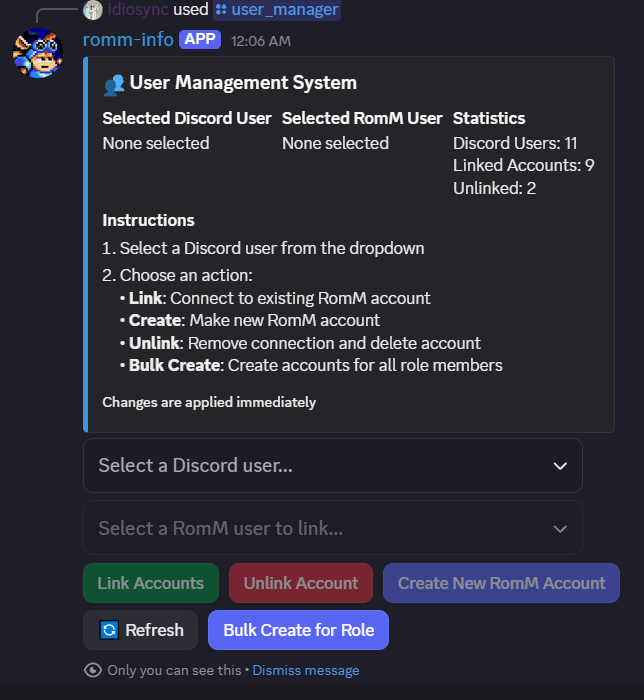 idiosync used user_manager
romm-info APP 12:06 AM
User Management System
Selected Discord User Selected RomM User Statistics
None selected None selected Discord Users: 11
Linked Accounts: 9
Unlinked: 2
Instructions
1. Select a Discord user from the dropdown
2. Choose an action:
• Link: Connect to existing RomM account
• Create: Make new RomM account
• Unlink: Remove connection and delete account
• Bulk Create: Create accounts for all role members
Changes are applied immediately
Select a Discord user...
Select a RomM user to link...
Link Accounts Unlink Account Create New RomM Account
Refresh Bulk Create for Role
Only you can see this • Dismiss message